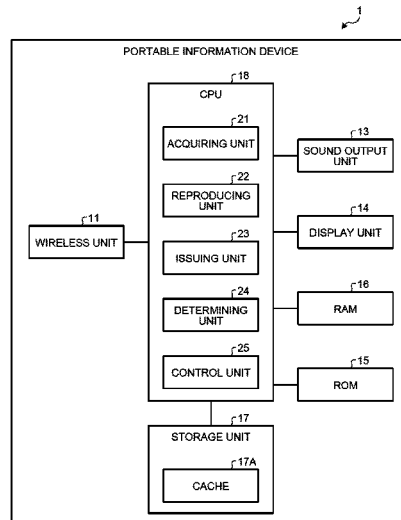 1
PORTABLE INFORMATION DEVICE
18
CPU
21
ACQUIRING UNIT
13
SOUND OUTPUT
UNIT
22
REPRODUCING
UNIT
11
WIRELESS UNIT
14
DISPLAY UNIT
23
ISSUING UNIT
24
DETERMINING
UNIT
16
RAM
25
CONTROL UNIT
15
ROM
17
STORAGE UNIT
17A
CACHE